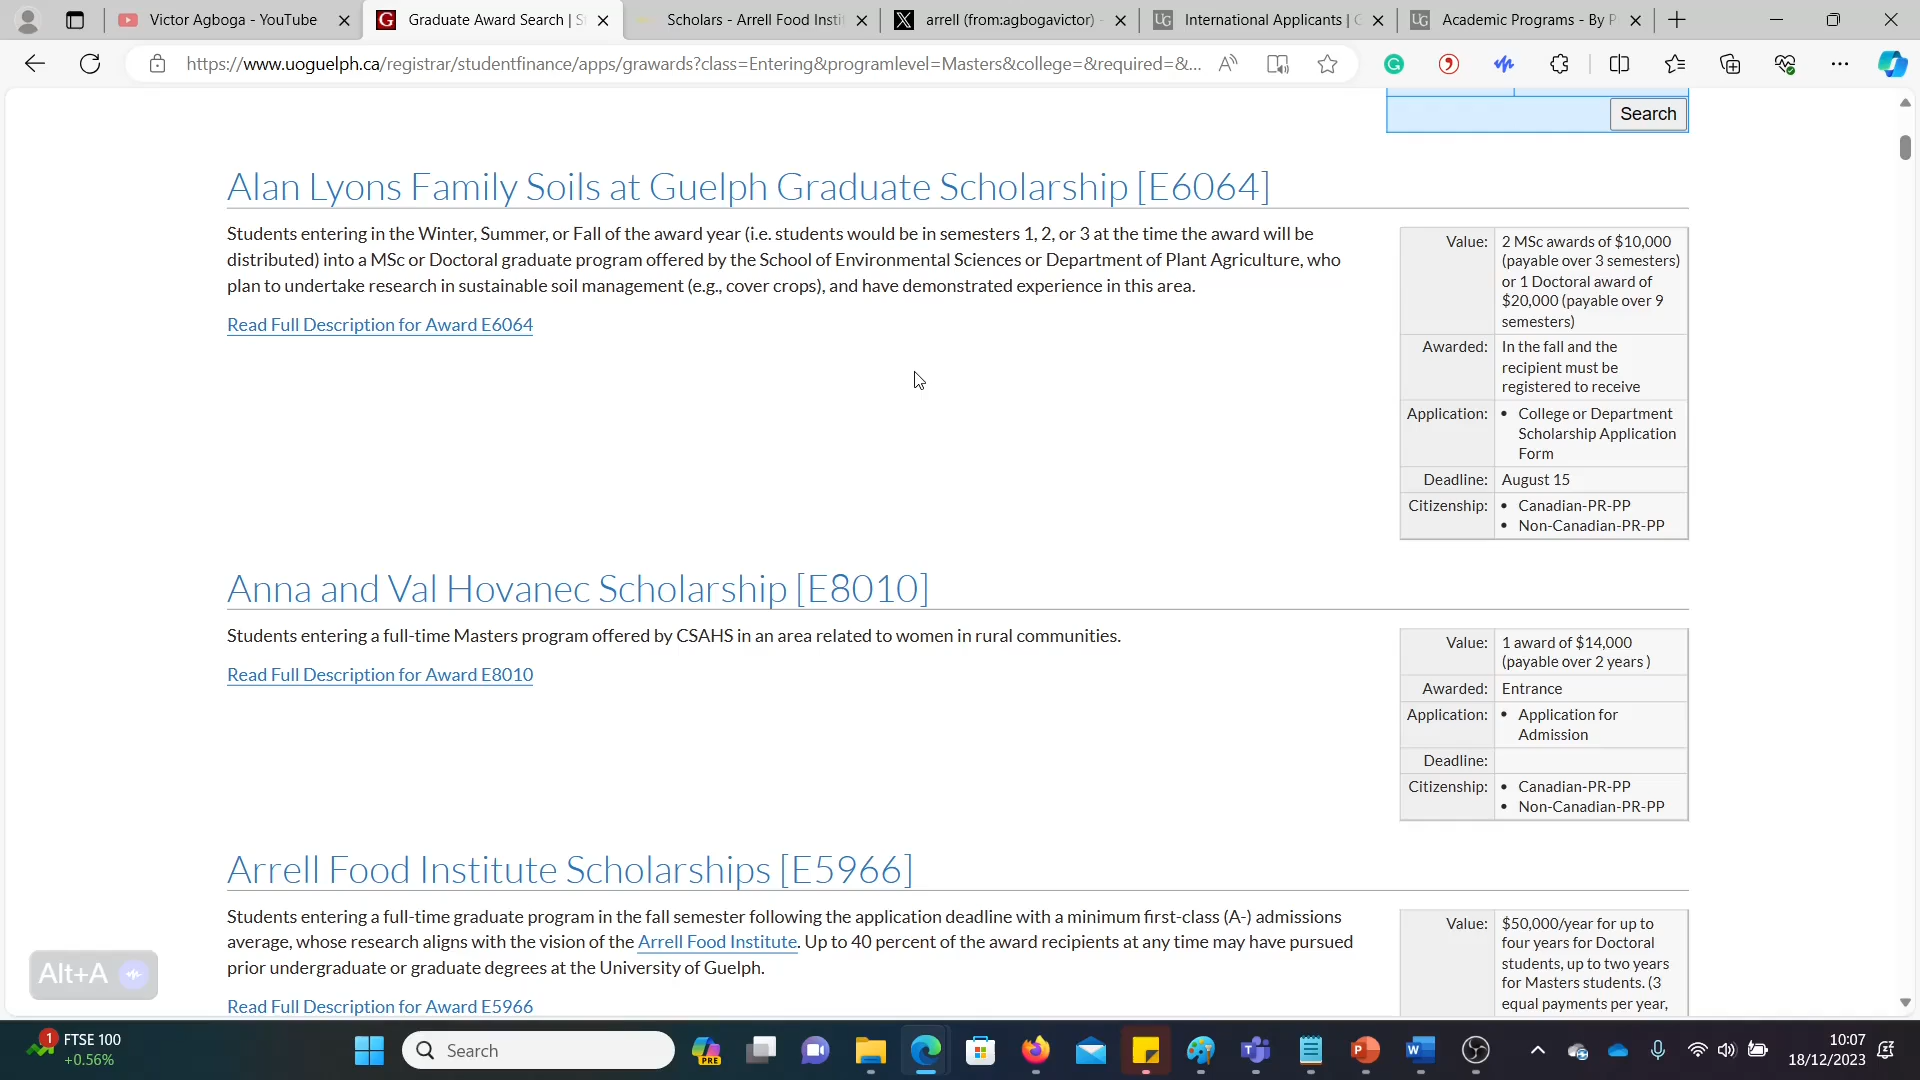 Victor Agboga - YouTube
Graduate Award Search | S
Scholars - Arrell Food Insti
arrell (from:agbogavictor) -
International Applicants | G
Academic Programs - By P
https://www.uoguelph.ca/registrar/studentfinance/apps/grawards?class=Entering&programlevel=Masters&college=&required=&...
Search
Alan Lyons Family Soils at Guelph Graduate Scholarship [E6064]
Students entering in the Winter, Summer, or Fall of the award year (i.e. students would be in semesters 1, 2, or 3 at the time the award will be
distributed) into a MSc or Doctoral graduate program offered by the School of Environmental Sciences or Department of Plant Agriculture, who
plan to undertake research in sustainable soil management (e.g., cover crops), and have demonstrated experience in this area.
Read Full Description for Award E6064
Value: 2 MSc awards of $10,000
(payable over 3 semesters)
or 1 Doctoral award of
$20,000 (payable over 9
semesters)
Awarded: In the fall and the
recipient must be
registered to receive
Application: • College or Department
Scholarship Application
Form
Deadline: August 15
Citizenship: • Canadian-PR-PP
• Non-Canadian-PR-PP
Anna and Val Hovanec Scholarship [E8010]
Students entering a full-time Masters program offered by CSAHS in an area related to women in rural communities.
Read Full Description for Award E8010
Value: 1 award of $14,000
(payable over 2 years )
Awarded: Entrance
Application: • Application for
Admission
Deadline:
Citizenship: • Canadian-PR-PP
• Non-Canadian-PR-PP
Arrell Food Institute Scholarships [E5966]
Students entering a full-time graduate program in the fall semester following the application deadline with a minimum first-class (A-) admissions
average, whose research aligns with the vision of the Arrell Food Institute. Up to 40 percent of the award recipients at any time may have pursued
prior undergraduate or graduate degrees at the University of Guelph.
Read Full Description for Award E5966
Value: $50,000/year for up to
four years for Doctoral
students, up to two years
for Masters students. (3
equal payments per year,
Alt+A
1
FTSE 100
+0.56%
Search
PRE
10:07
18/12/2023